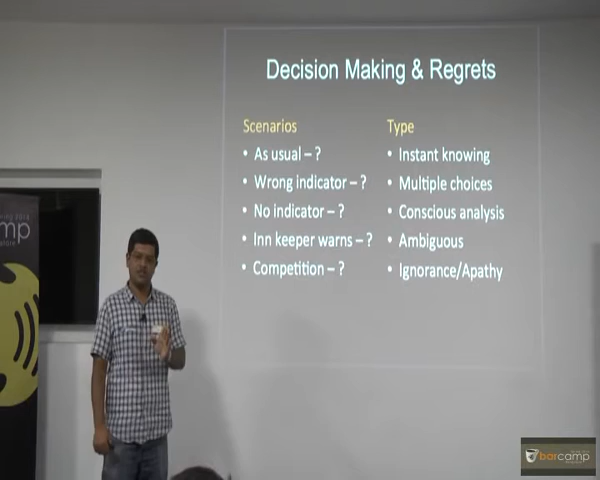 Decision Making & Regrets
Scenarios
• As usual – ?
• Wrong indicator – ?
• No indicator – ?
• Inn keeper warns – ?
• Competition – ?
Type
• Instant knowing
• Multiple choices
• Conscious analysis
• Ambiguous
• Ignorance/Apathy
mp
barcamp